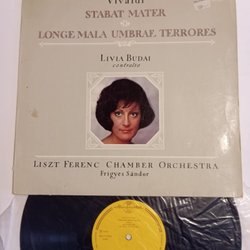 Vivaldi
STABAT MATER
LONGE MALA UMBRAE TERRORES
LIVIA BUDAI
contralto
LISZT FERENC CHAMBER ORCHESTRA
Frigyes Sándor